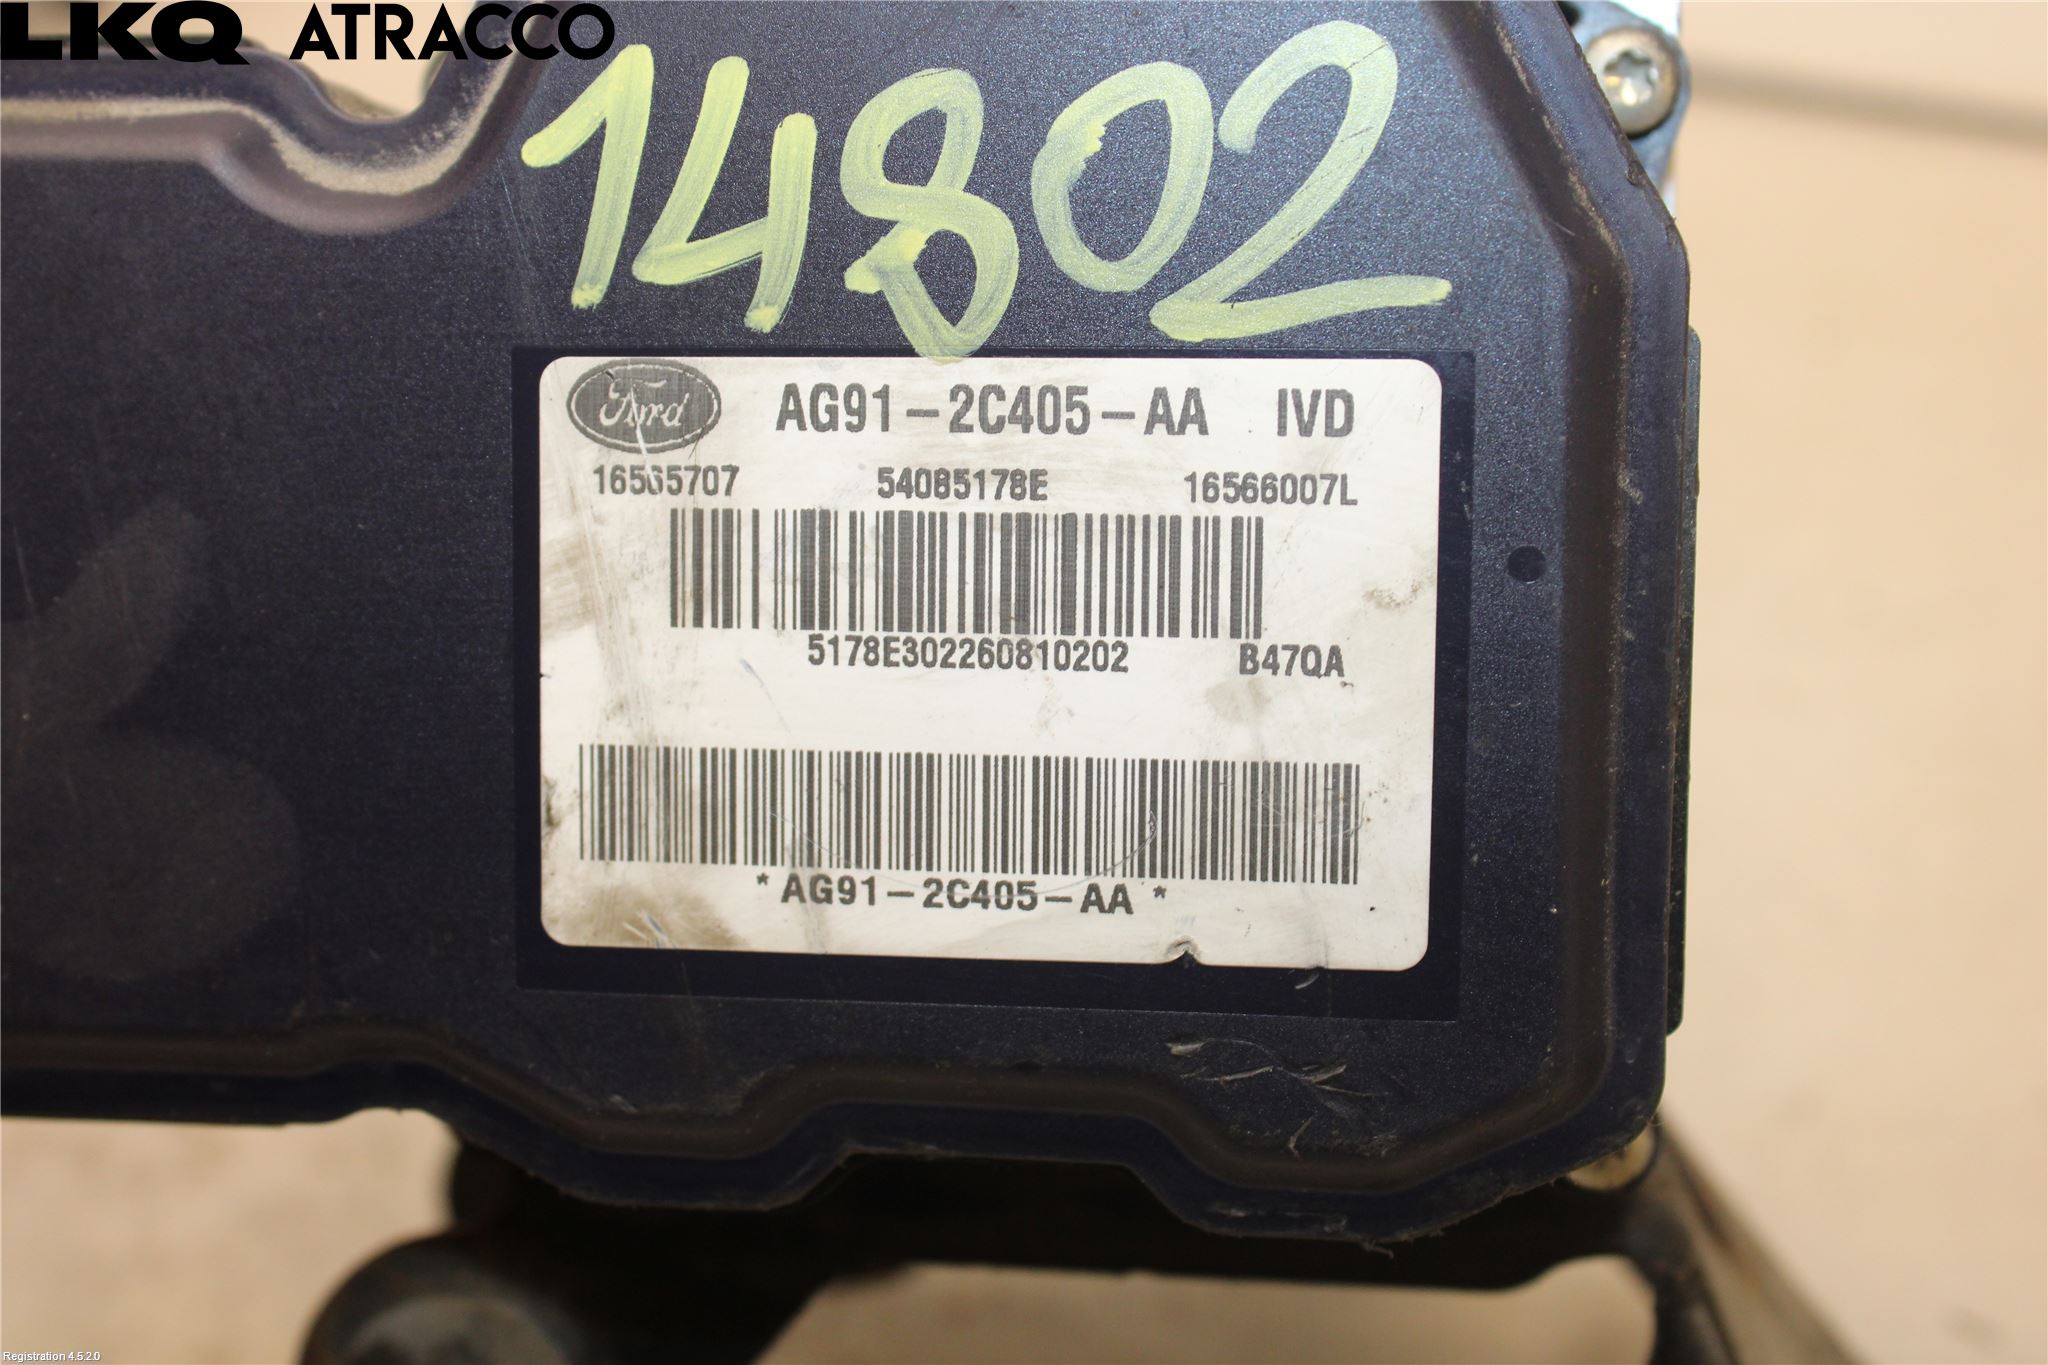 LKQ ATRACCO
14802
Ford AG91-2C405-AA IVD
16565707 54085178E 16566007L
5178E302260810202 B47QA
*AG91-2C405-AA*
Registration 4.5.2.0